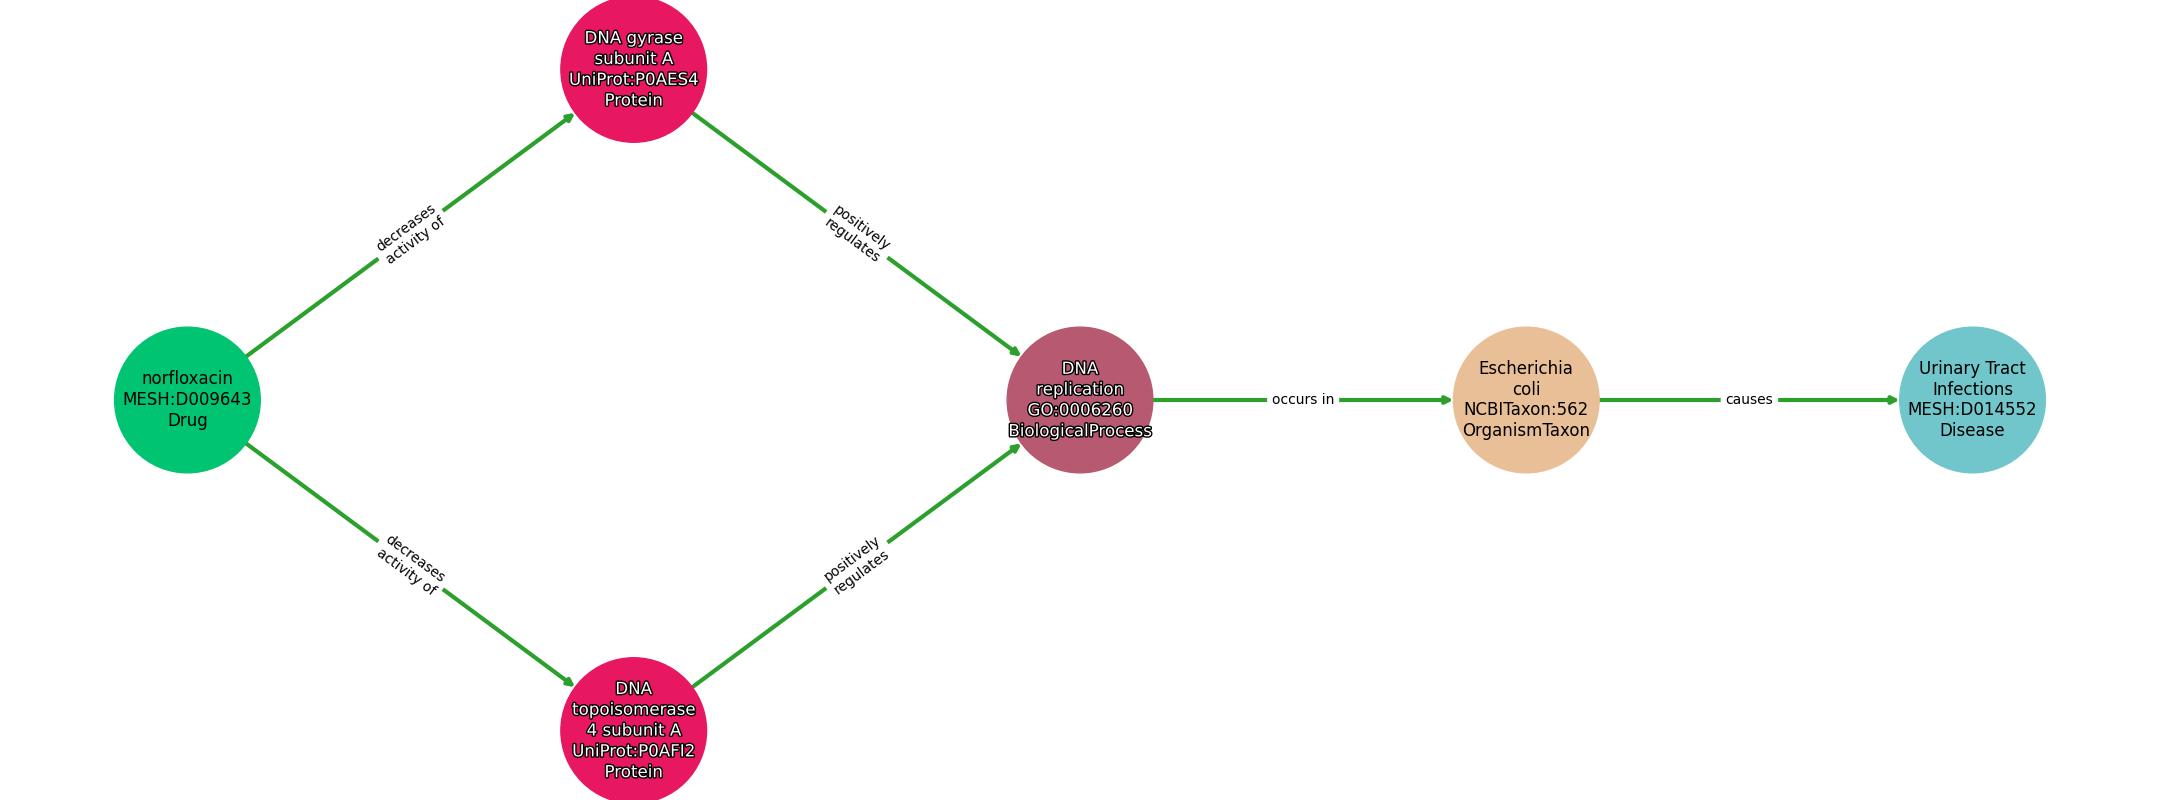 DNA gyrase
subunit A
UniProt:P0AES4
Protein
decreases
activity of
positively
regulates
norfloxacin
MESH:D009643
Drug
DNA
replication
GO:0006260
BiologicalProcess
occurs in
Escherichia
coli
NCBITaxon:562
OrganismTaxon
causes
Urinary Tract
Infections
MESH:D014552
Disease
decreases
activity of
positively
regulates
DNA
topoisomerase
4 subunit A
UniProt:P0AFI2
Protein